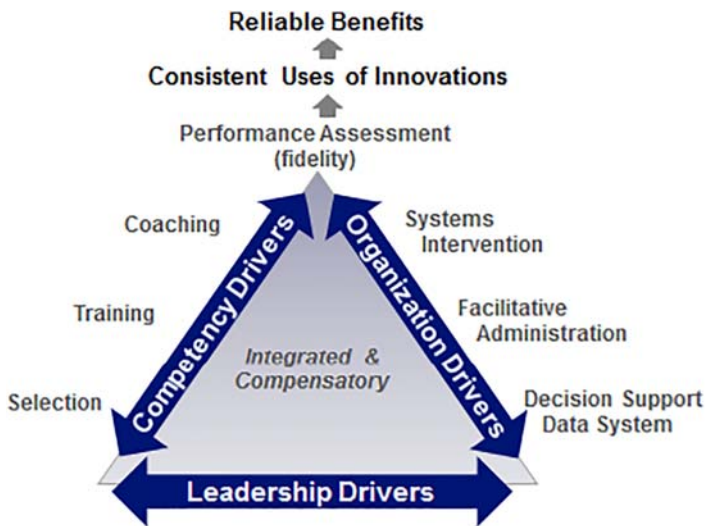 Reliable Benefits
Consistent Uses of Innovations
Performance Assessment
(fidelity)
Coaching
Training
Selection
Competency Drivers
Integrated &
Compensatory
Organization Drivers
Systems
Intervention
Facilitative
Administration
Decision Support
Data System
Leadership Drivers